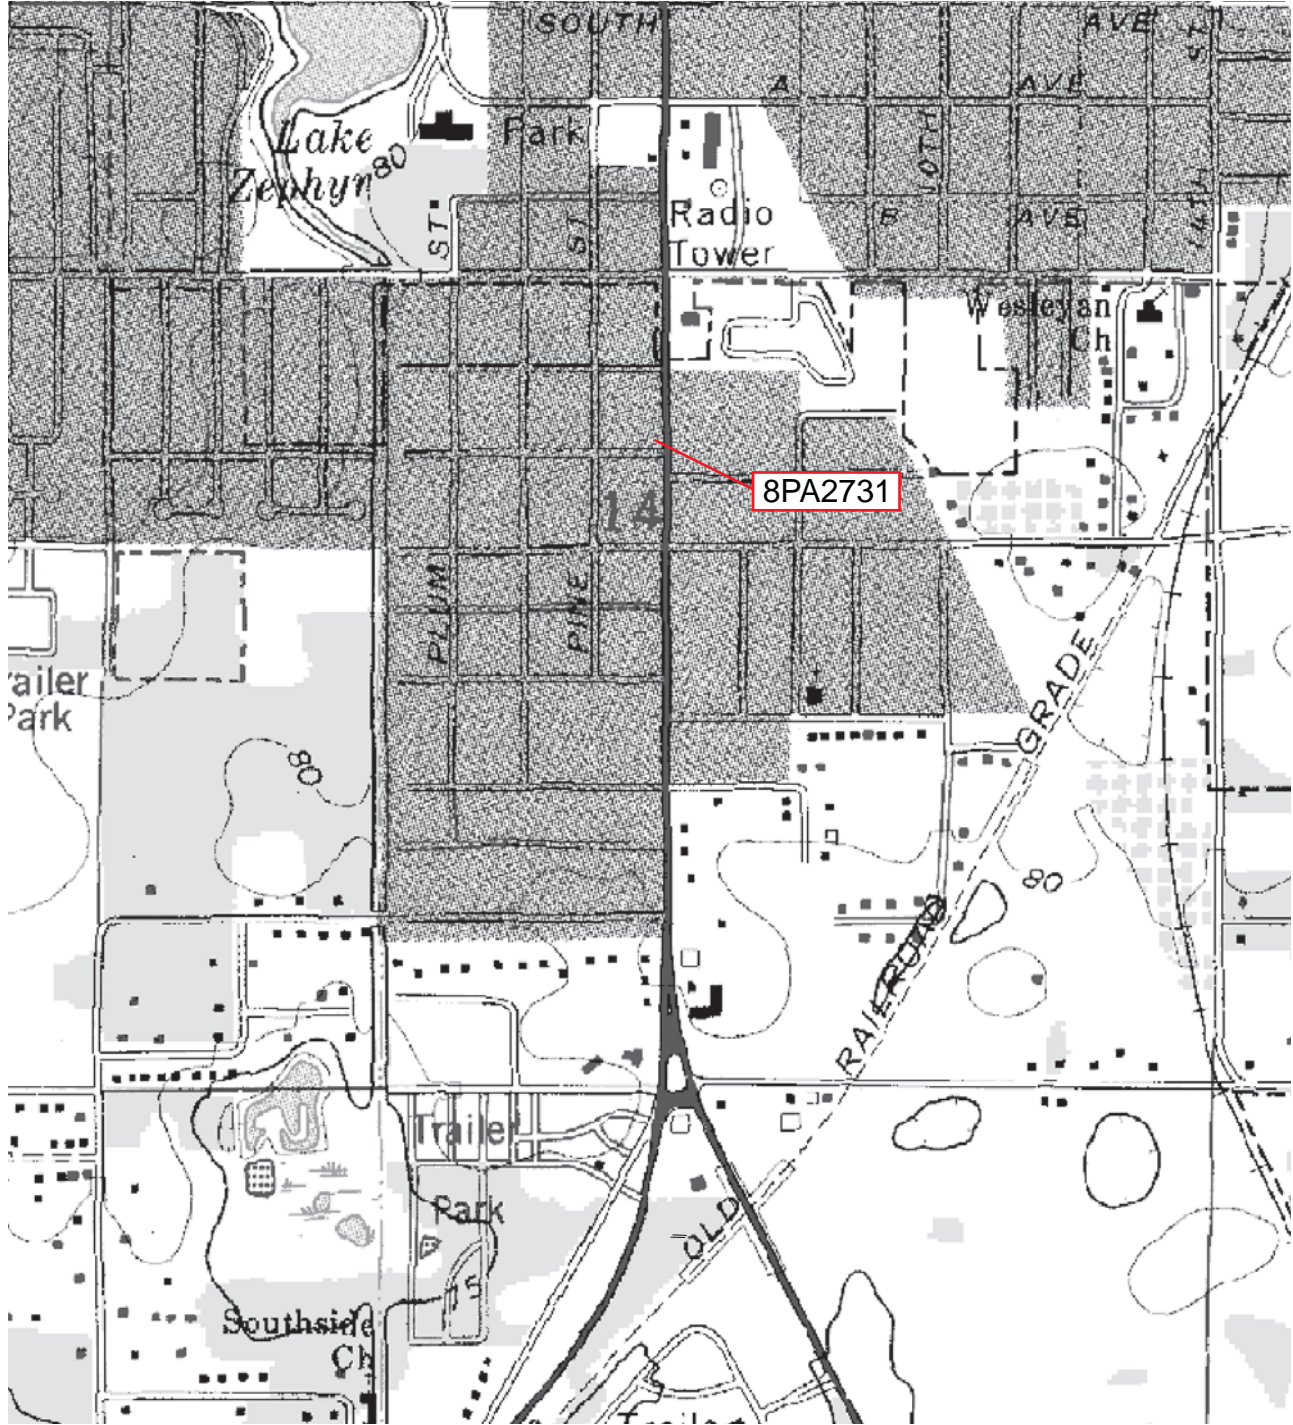 SOUTH AVE
ST
A AVE
Park
Lake
Zephyr
80
10TH
ST
ST
Radio
Tower
B AVE
14TH
Wesleyan
Ch
8PA2731
14
PLUM
PINE
railer
Park
GRADE
80
80
RAILROAD
Trailer
Park
OLD
Southside
Ch